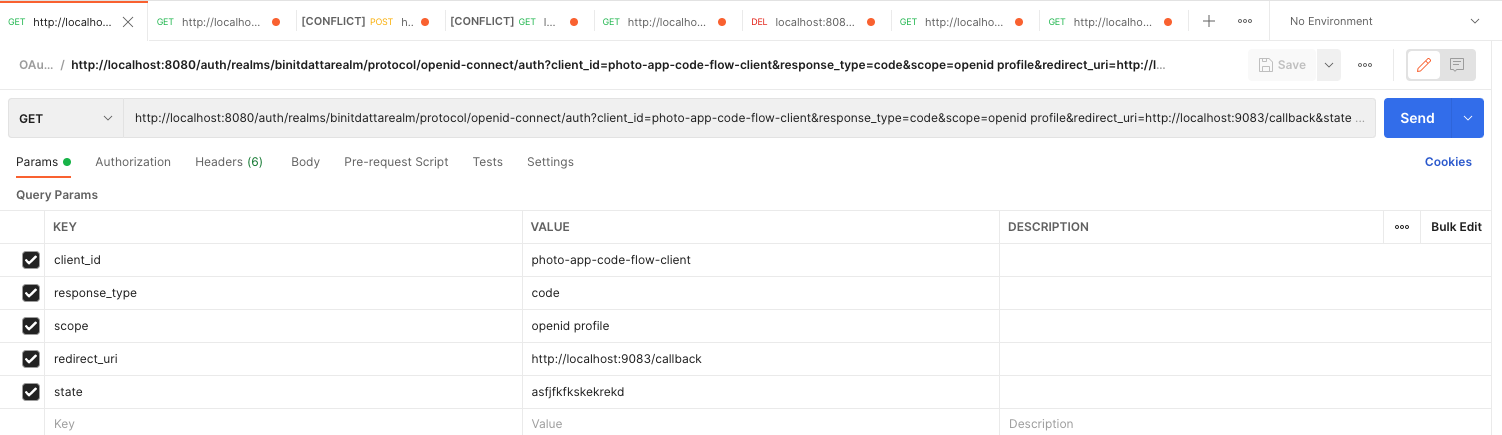 GET http://localho... GET http://localho... [CONFLICT] POST h... [CONFLICT] GET l... GET http://localho... DEL localhost:808... GET http://localho... GET http://localho... + ooo No Environment
OAu... / http://localhost:8080/auth/realms/binitdattarealm/protocol/openid-connect/auth?client_id=photo-app-code-flow-client&response_type=code&scope=openid profile&redirect_uri=http://l... Save ooo
GET http://localhost:8080/auth/realms/binitdattarealm/protocol/openid-connect/auth?client_id=photo-app-code-flow-client&response_type=code&scope=openid profile&redirect_uri=http://localhost:9083/callback&state ... Send
Params Authorization Headers (6) Body Pre-request Script Tests Settings Cookies
Query Params
KEY VALUE DESCRIPTION ooo Bulk Edit
client_id photo-app-code-flow-client
response_type code
scope openid profile
redirect_uri http://localhost:9083/callback
state asfjfkfkskekrekd
Key Value Description